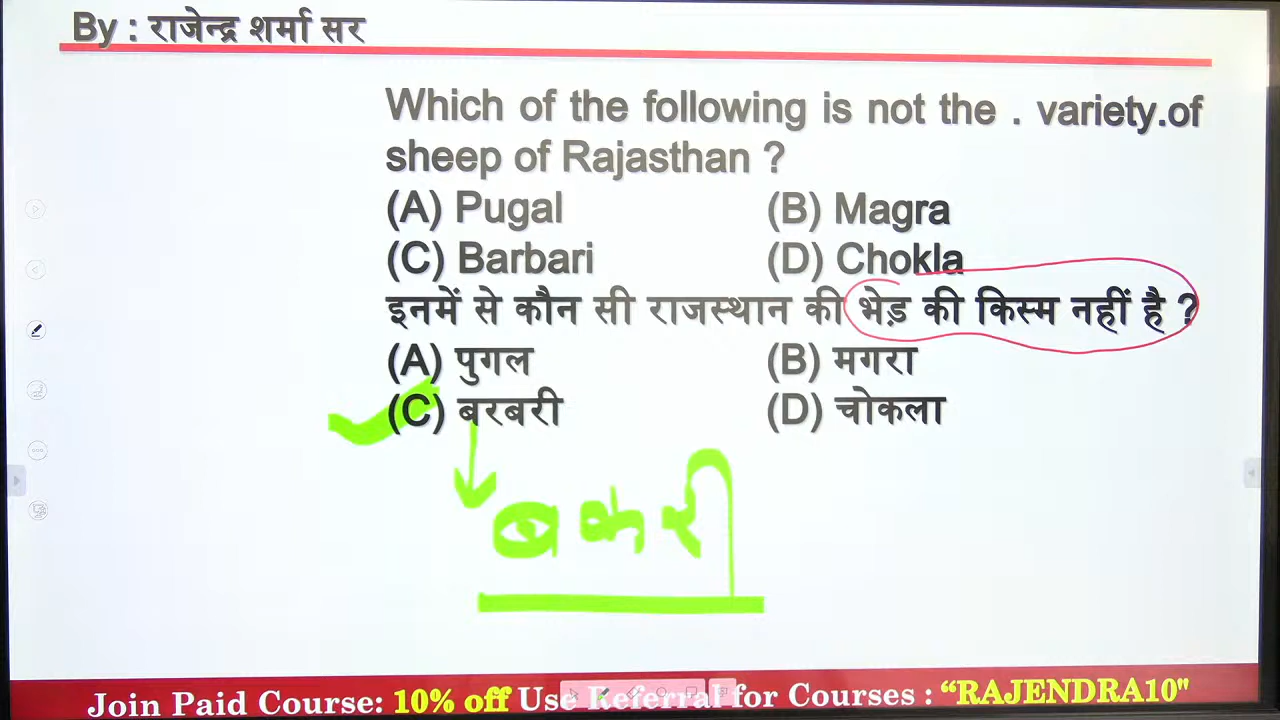 By : राजेन्द्र शर्मा सर
Which of the following is not the . variety.of
sheep of Rajasthan ?
(A) Pugal (B) Magra
(C) Barbari (D) Chokla
इनमें से कौन सी राजस्थान की भेड़ की किस्म नहीं है ?
(A) पुगल (B) मगरा
(C) बरबरी (D) चोकला
बकरी
Join Paid Course: 10% off Use Referral for Courses : “RAJENDRA10"